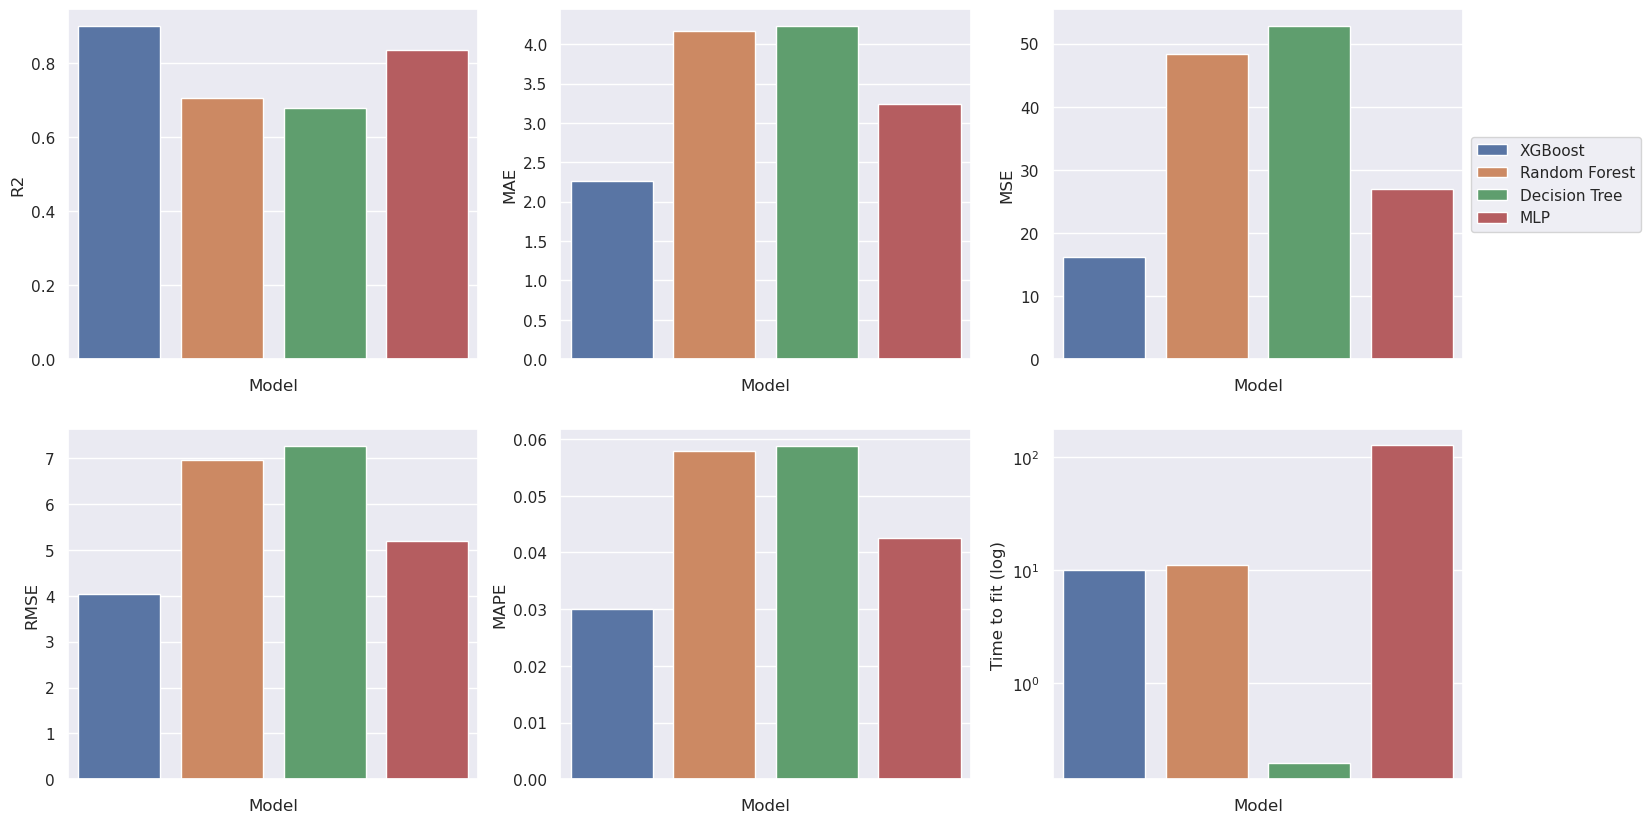 R2
0.8
0.6
0.4
0.2
0.0
Model
MAE
4.0
3.5
3.0
2.5
2.0
1.5
1.0
0.5
0.0
Model
MSE
50
40
30
20
10
0
Model
XGBoost
Random Forest
Decision Tree
MLP
RMSE
7
6
5
4
3
2
1
0
Model
MAPE
0.06
0.05
0.04
0.03
0.02
0.01
0.00
Model
Time to fit (log)
10²
10¹
10⁰
Model